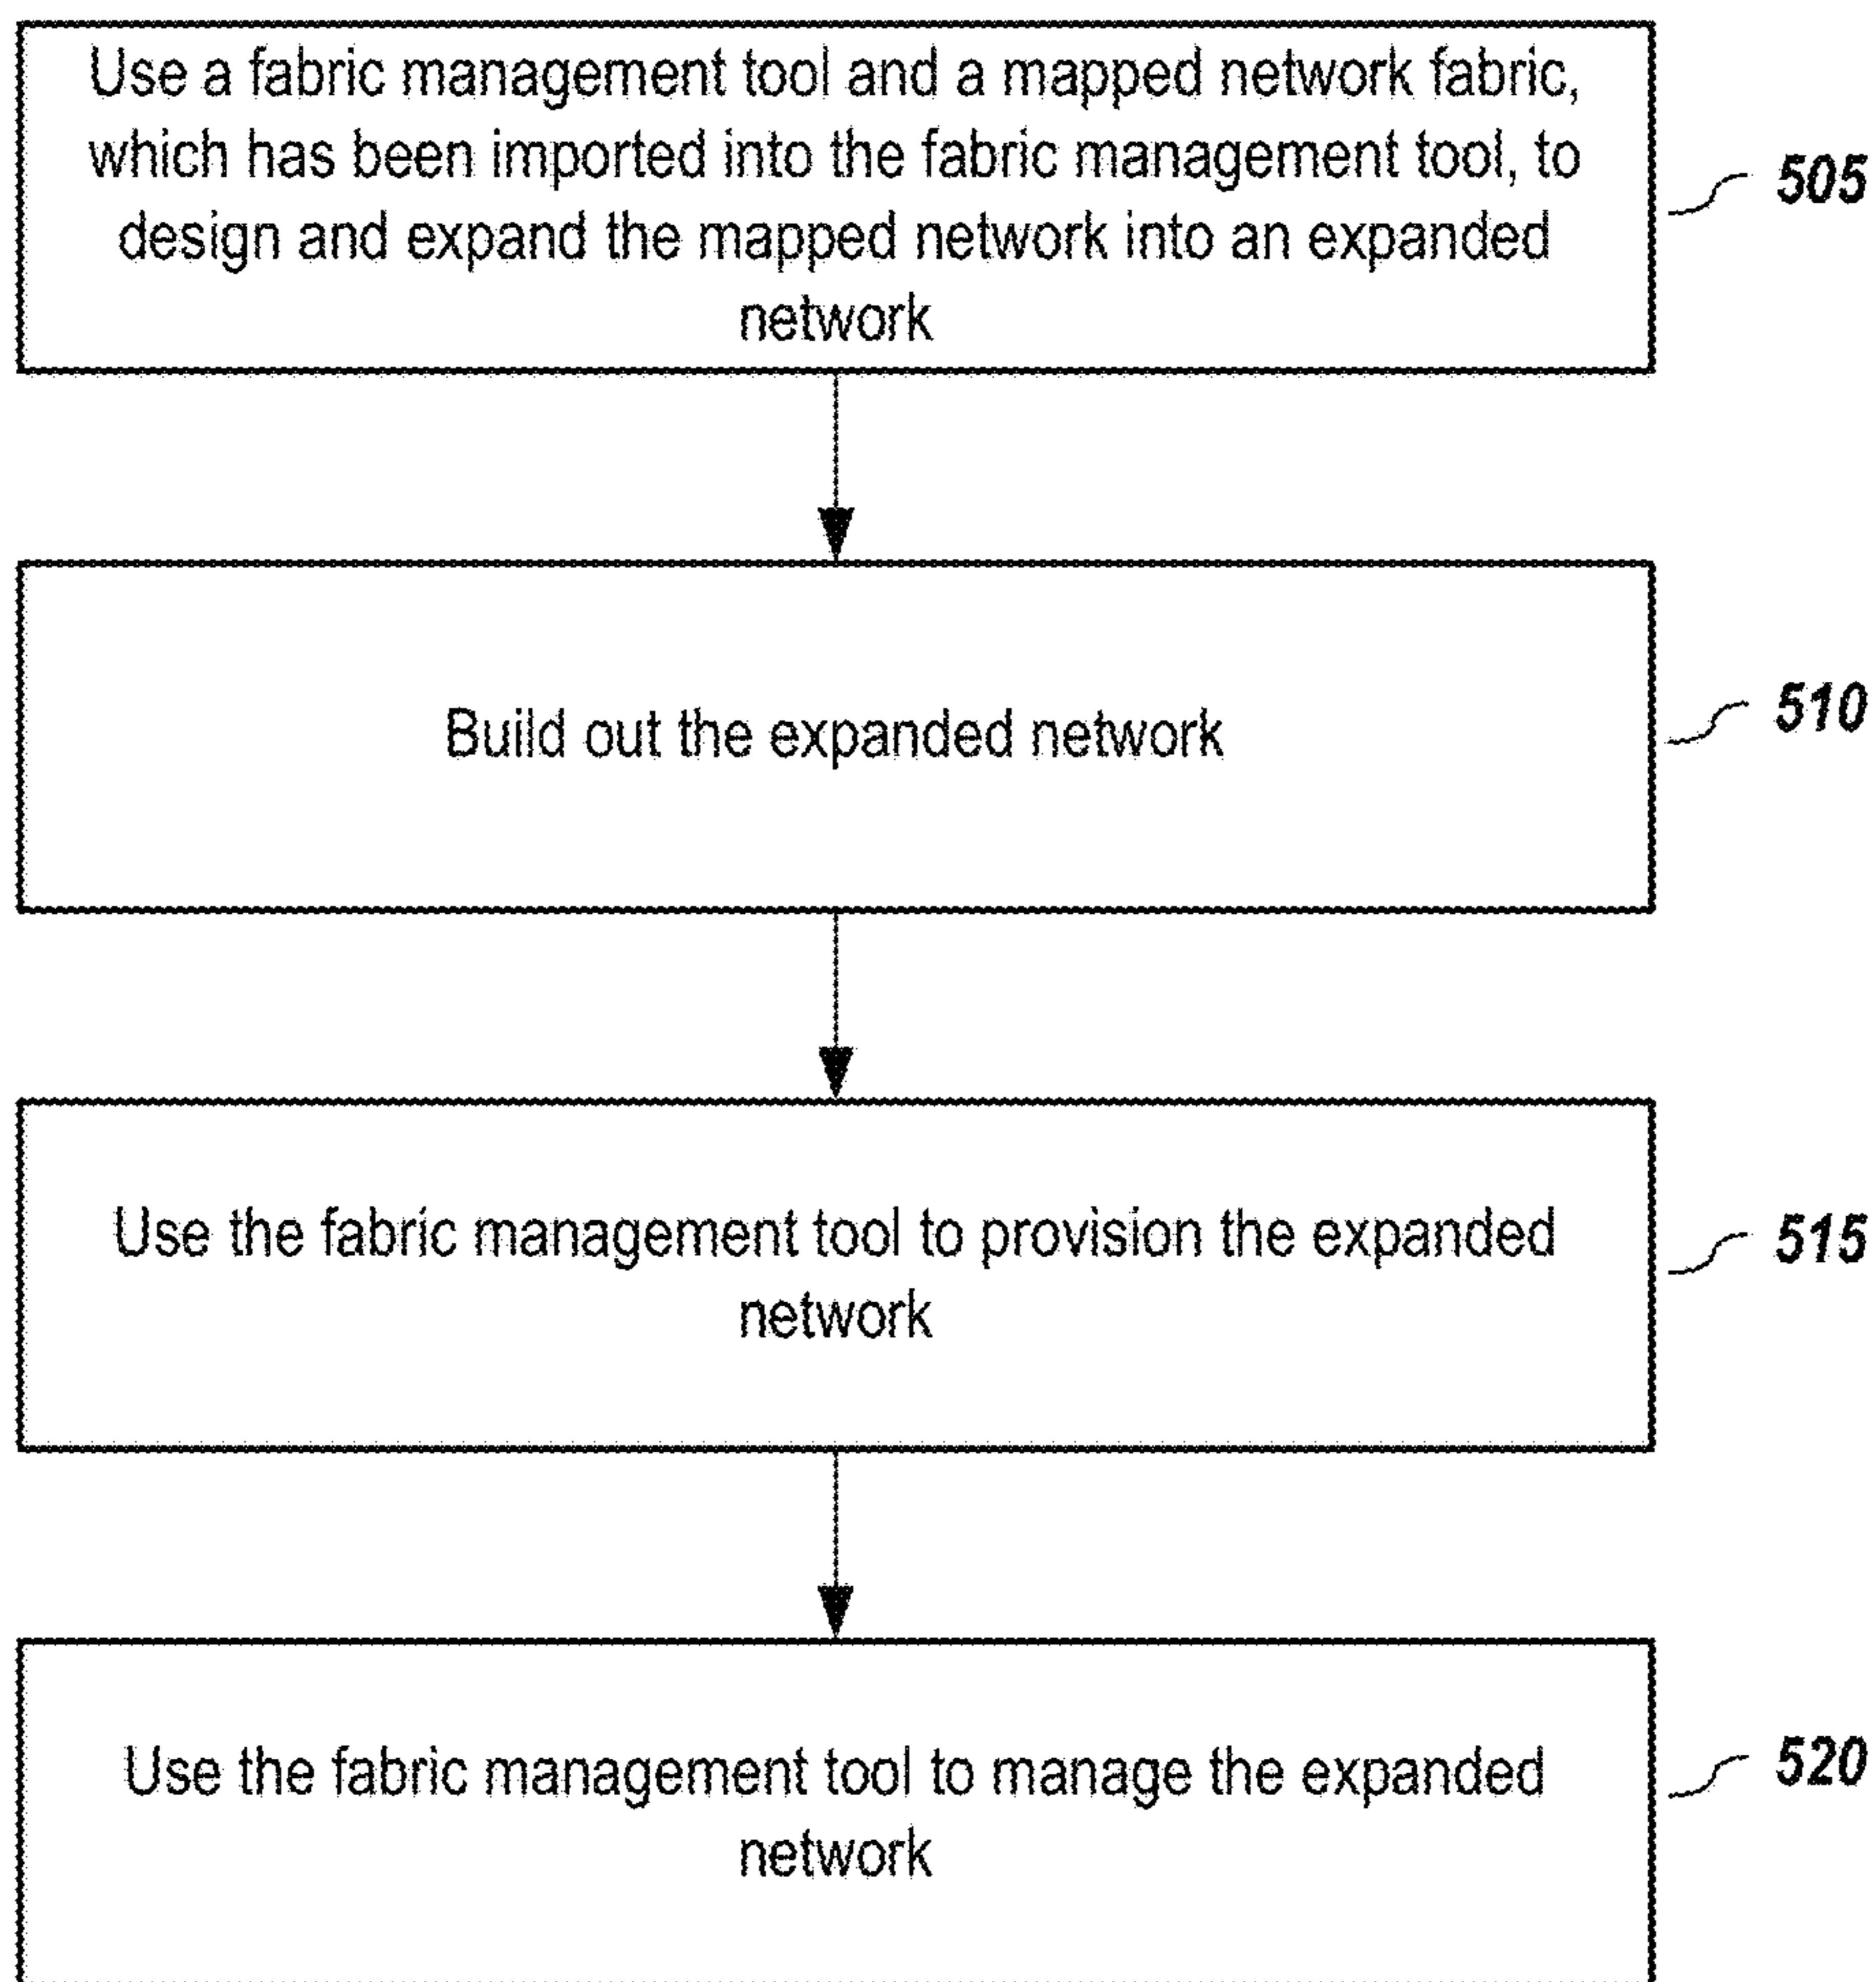 Use a fabric management tool and a mapped network fabric,
which has been imported into the fabric management tool, to
design and expand the mapped network into an expanded
network
505
Build out the expanded network
510
Use the fabric management tool to provision the expanded
network
515
Use the fabric management tool to manage the expanded
network
520